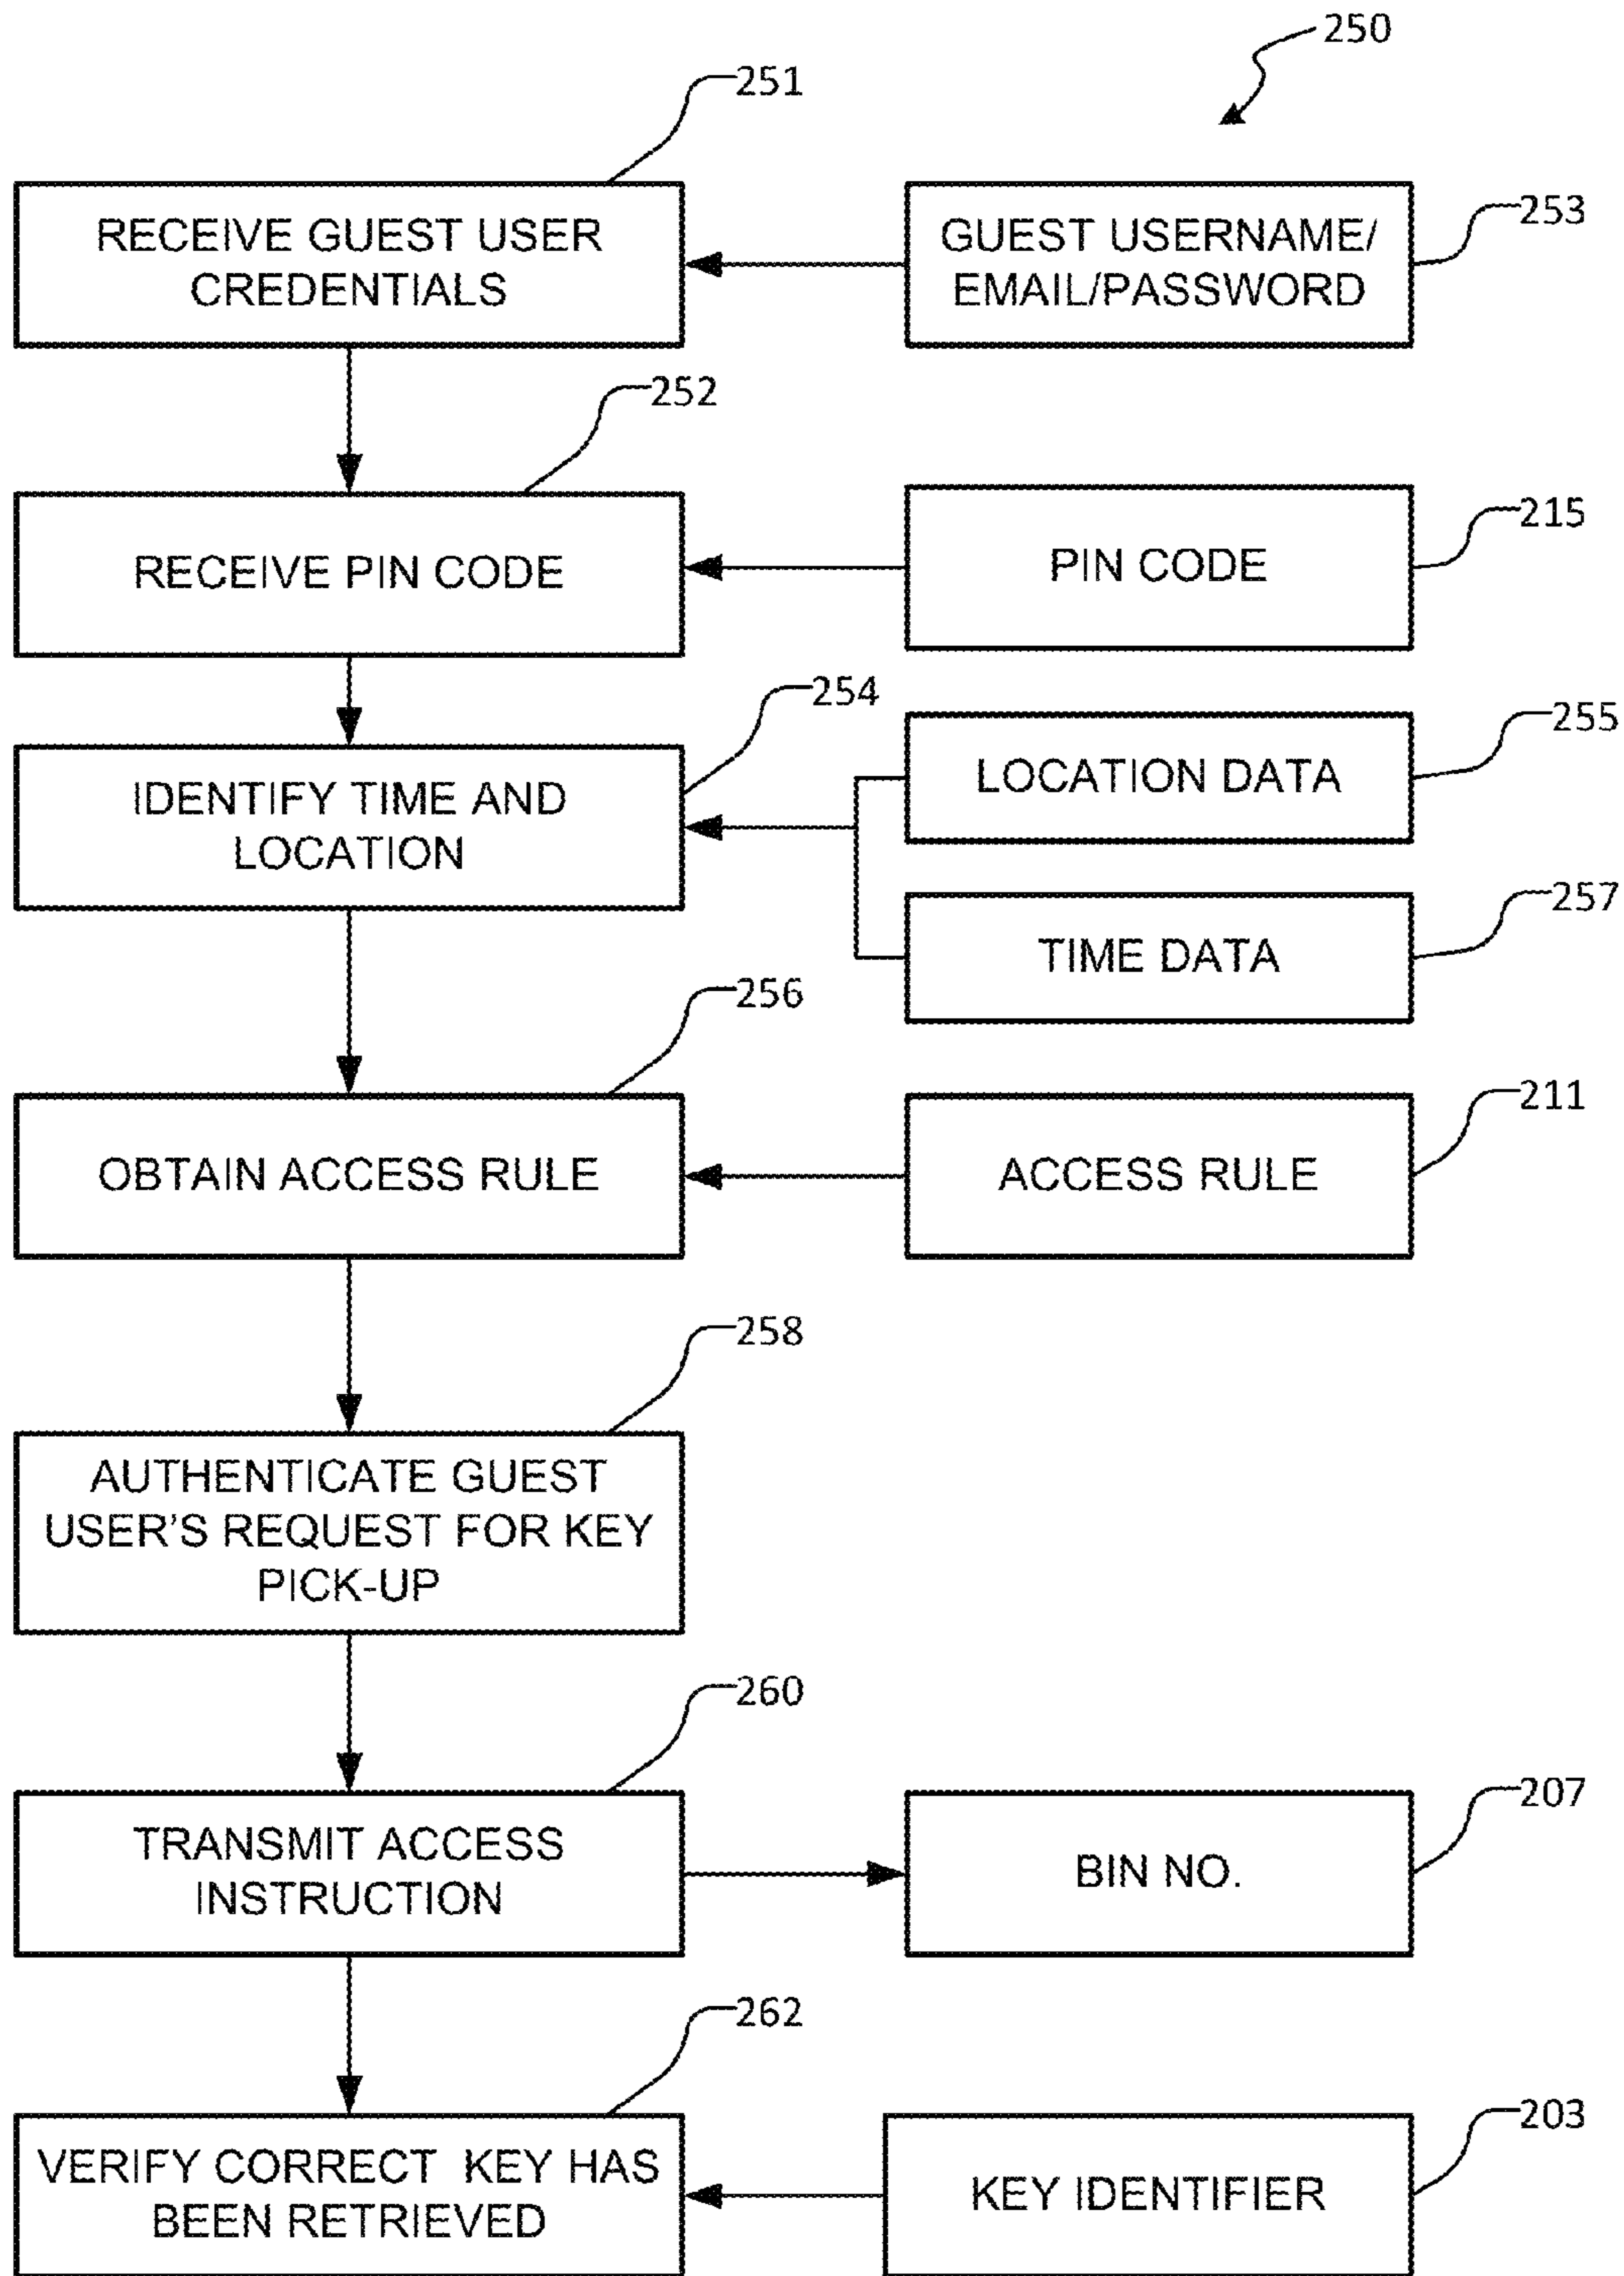 250
251
RECEIVE GUEST USER
CREDENTIALS
GUEST USERNAME/
EMAIL/PASSWORD
253
252
RECEIVE PIN CODE
PIN CODE
215
254
IDENTIFY TIME AND
LOCATION
LOCATION DATA
255
TIME DATA
257
256
OBTAIN ACCESS RULE
ACCESS RULE
211
258
AUTHENTICATE GUEST
USER'S REQUEST FOR KEY
PICK-UP
260
TRANSMIT ACCESS
INSTRUCTION
BIN NO.
207
262
VERIFY CORRECT KEY HAS
BEEN RETRIEVED
KEY IDENTIFIER
203